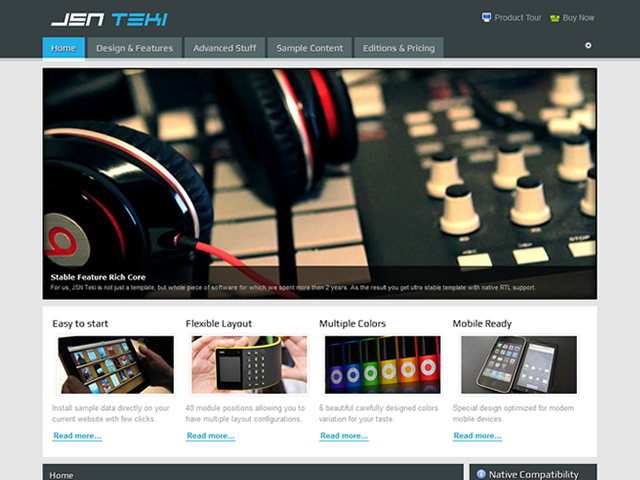 JSN TEKI
Product Tour
Buy Now
Home
Design & Features
Advanced Stuff
Sample Content
Editions & Pricing
Stable Feature Rich Core
For us, JSN Teki is not just a template, but whole piece of software for which we spent more then 2 years. As the result you get ultra stable template with native RTL support.
Easy to start
Install sample data directly on your
current website with few clicks.
Read more...
Flexible Layout
40 module positions allowing you to
have multiple layout configurations.
Read more...
Multiple Colors
6 beautiful carefully designed colors
variation for your taste.
Read more...
Mobile Ready
Special design optimized for modern
mobile devices.
Read more...
Home
Native Compatibility